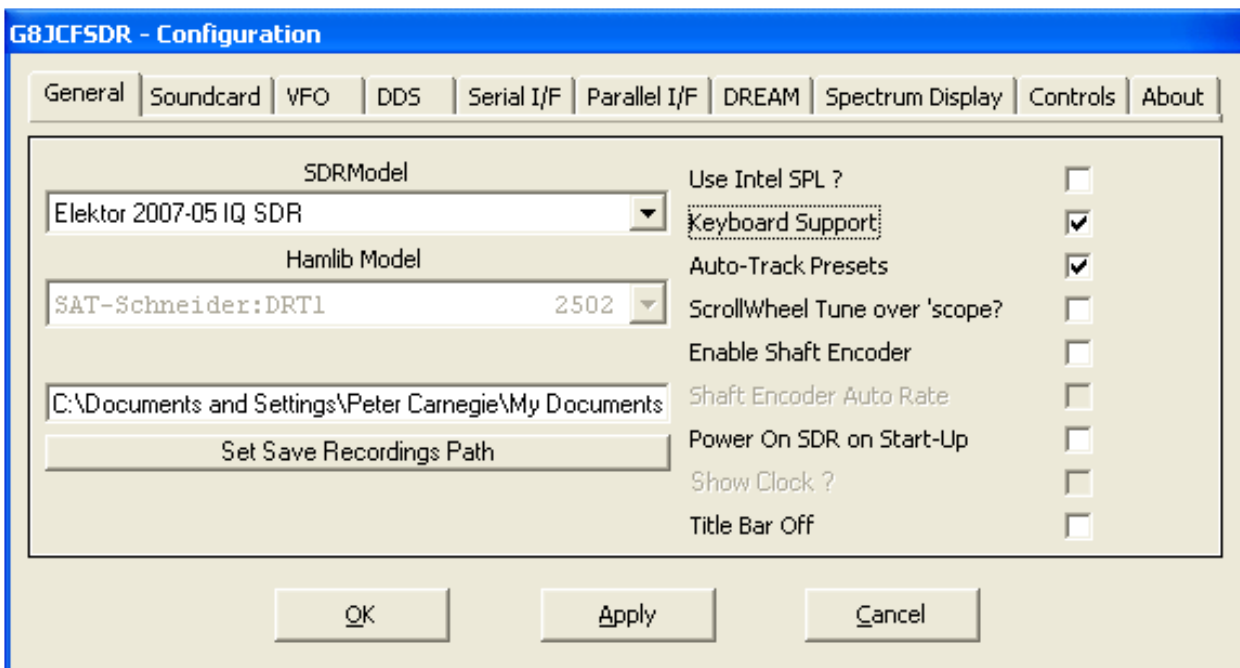 G8JCFSDR - Configuration
General Soundcard VFO DDS Serial I/F Parallel I/F DREAM Spectrum Display Controls About
SDRModel
Elektor 2007-05 IQ SDR
Hamlib Model
SAT-Schneider:DRT1 2502
C:\Documents and Settings\Peter Carnegie\My Documents
Set Save Recordings Path
Use Intel SPL ?
Keyboard Support
Auto-Track Presets
ScrollWheel Tune over 'scope?
Enable Shaft Encoder
Shaft Encoder Auto Rate
Power On SDR on Start-Up
Show Clock ?
Title Bar Off
OK Apply Cancel